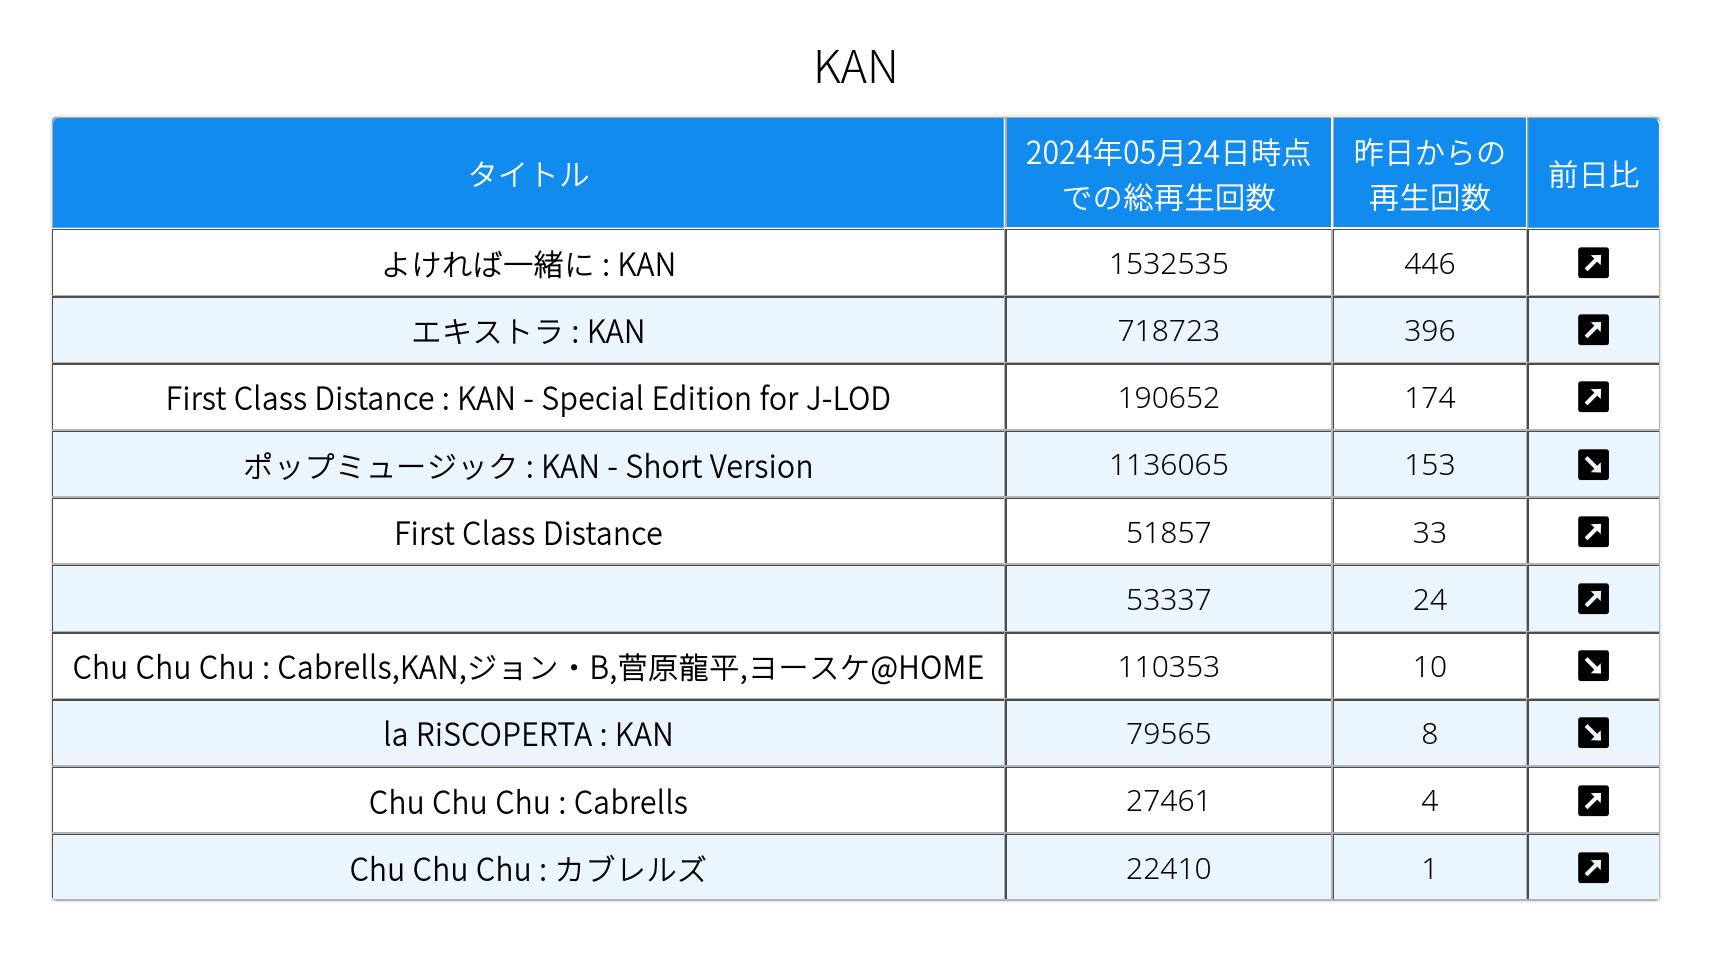 KAN
タイトル
2024年05月24日時点
での総再生回数
昨日からの
再生回数
前日比
よければ一緒に : KAN 1532535 446
エキストラ : KAN 718723 396
First Class Distance : KAN - Special Edition for J-LOD 190652 174
ポップミュージック : KAN - Short Version 1136065 153
First Class Distance 51857 33
53337 24
Chu Chu Chu : Cabrells,KAN,ジョン・B,菅原龍平,ヨースケ@HOME 110353 10
la RiSCOPERTA : KAN 79565 8
Chu Chu Chu : Cabrells 27461 4
Chu Chu Chu : カブレルズ 22410 1